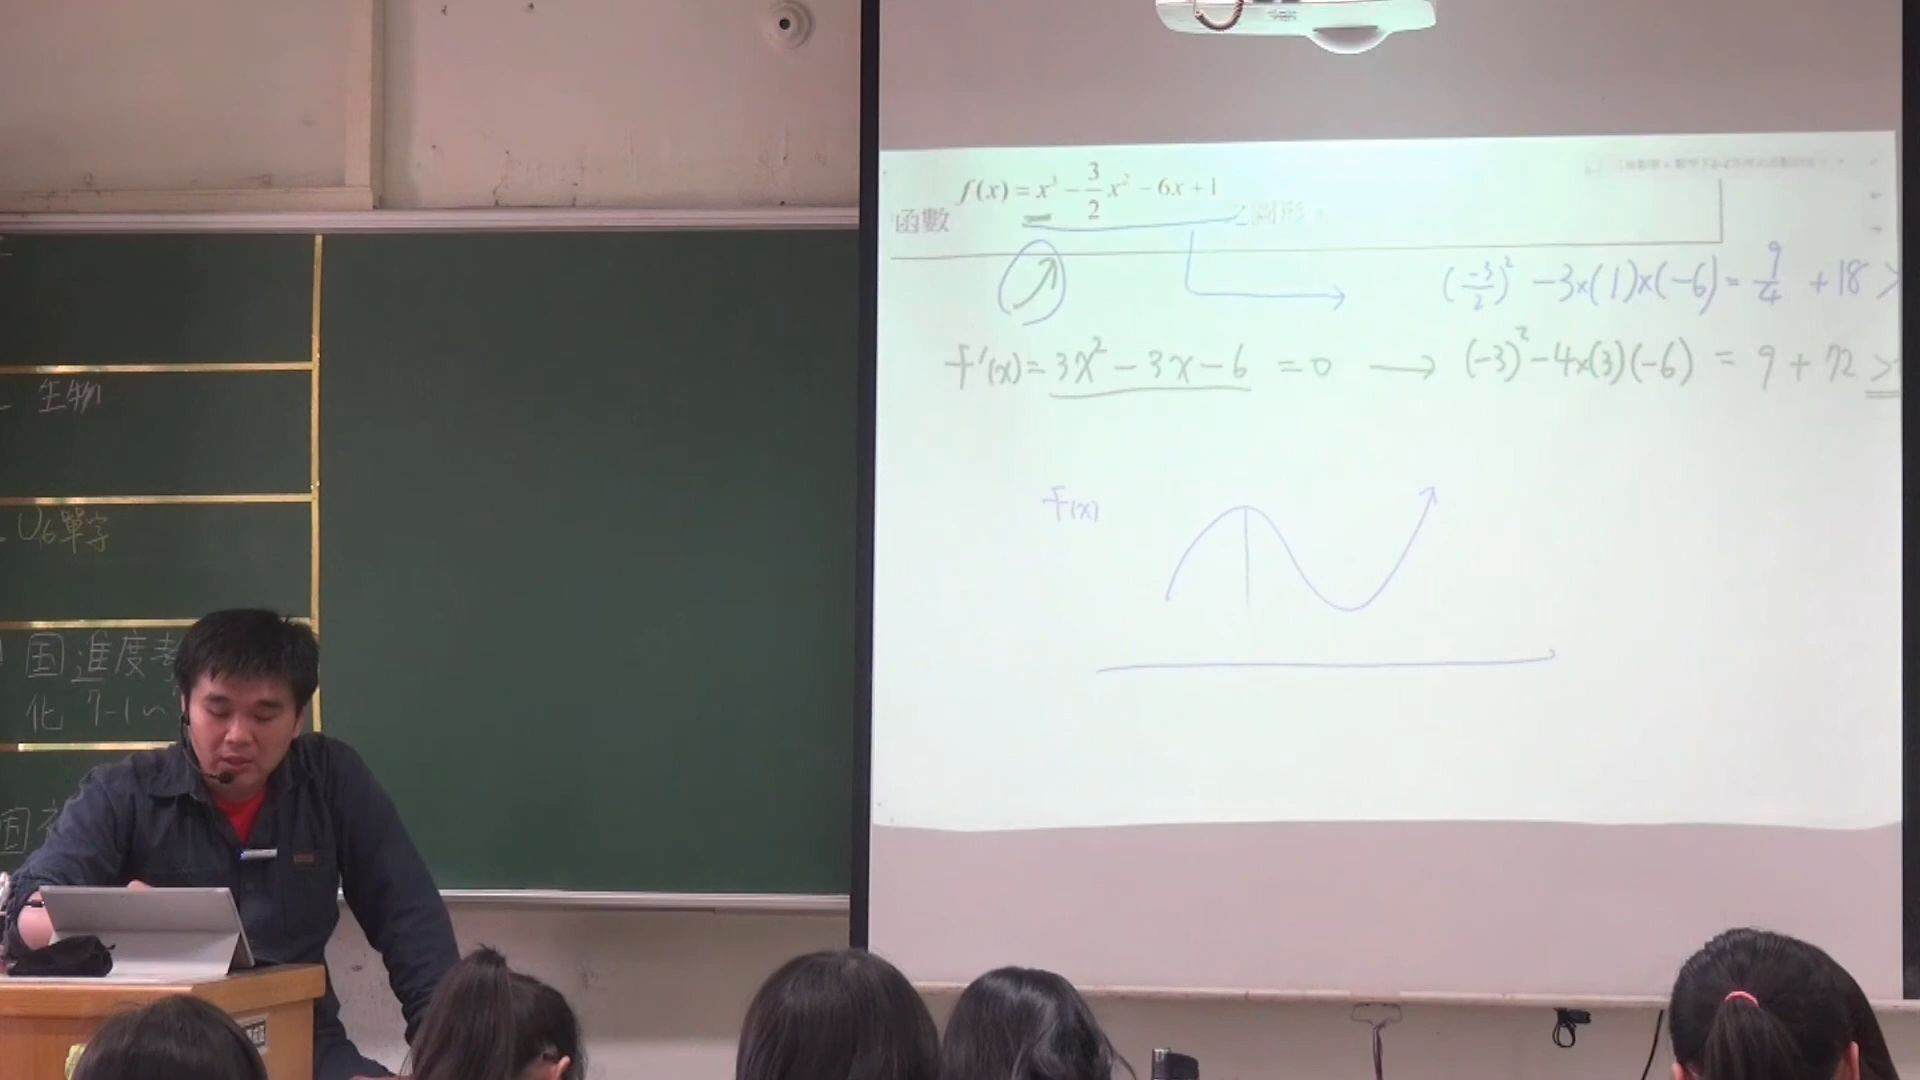 f(x) = x³ - 3/2 x² - 6x + 1
函數 之圖形。
(-3/2)² - 3×(1)×(-6) = 9/4 + 18 >
f'(x) = 3x² - 3x - 6 = 0 → (-3)² - 4×(3)(-6) = 9 + 72 >
f(x)
生物
U6單字
国進度考
化 7-1~